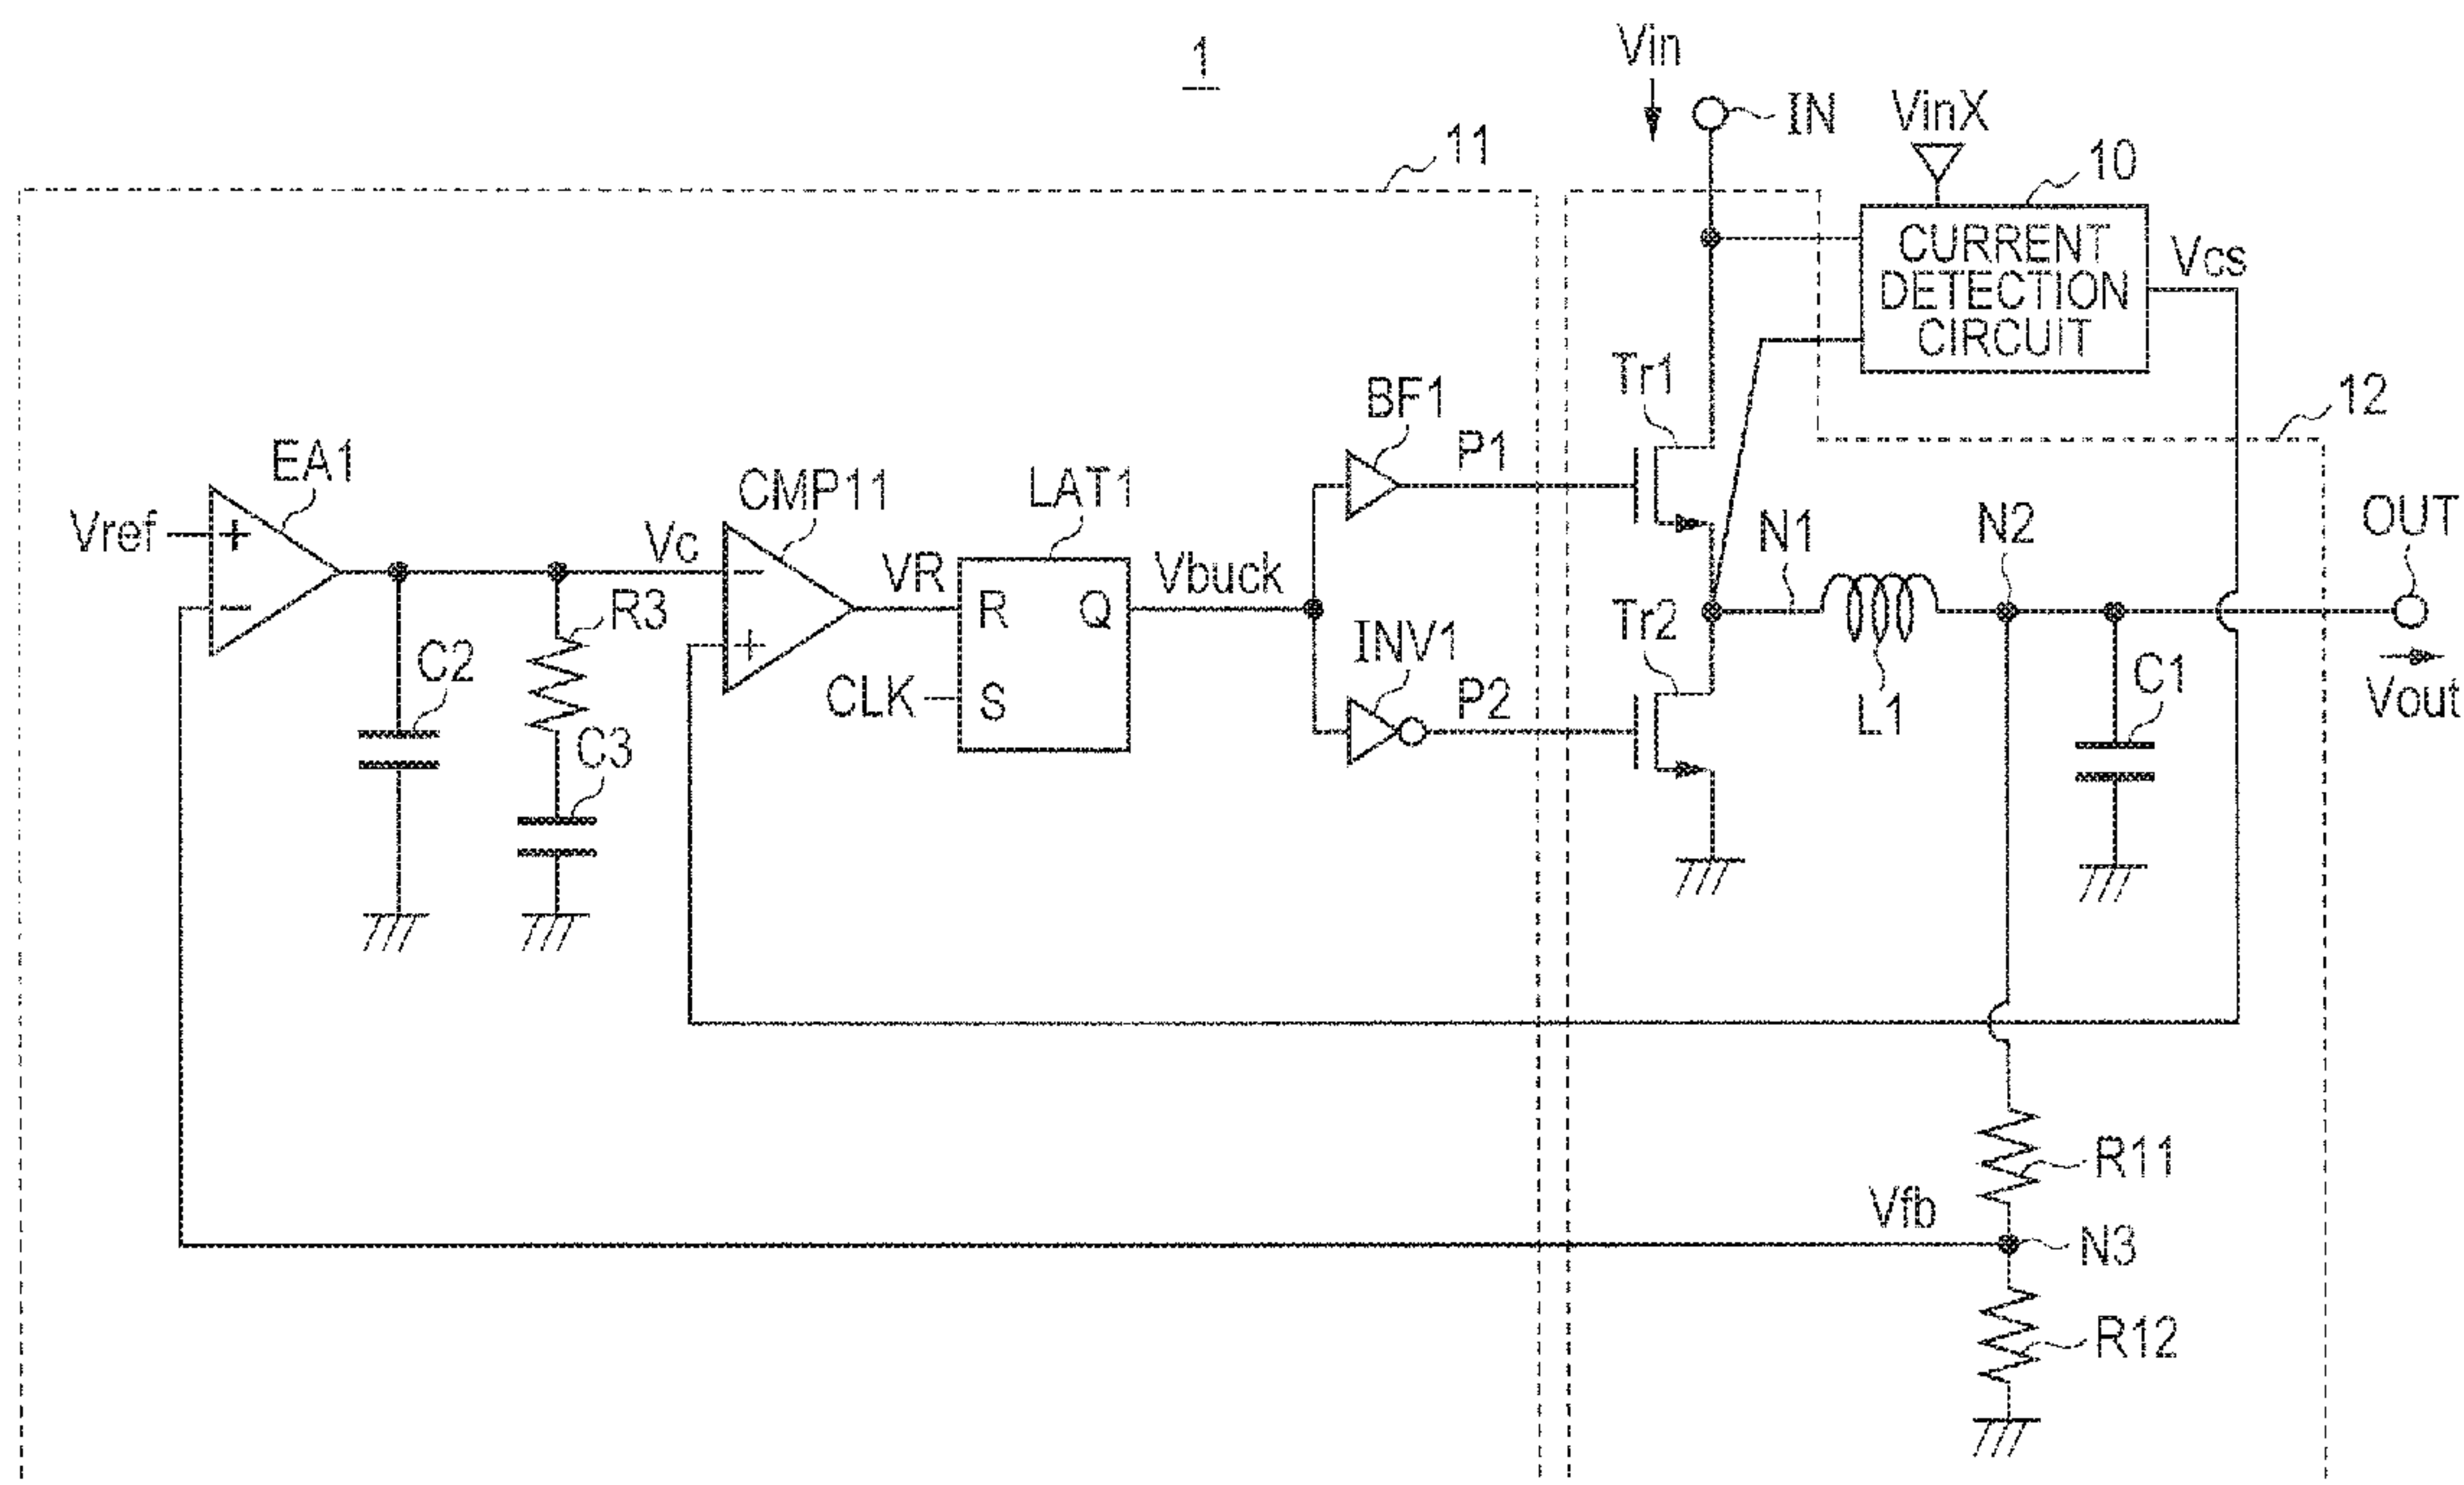 1
Vin
IN
VinX
11
10
CURRENT
DETECTION
CIRCUIT
Vcs
Tr1
12
BF1
P1
EA1
CMP11
LAT1
Vref
+
−
Vc
−
+
VR
R
Q
S
CLK
Vbuck
R3
C2
C3
INV1
P2
Tr2
N1
N2
OUT
L1
C1
Vout
R11
Vfb
N3
R12